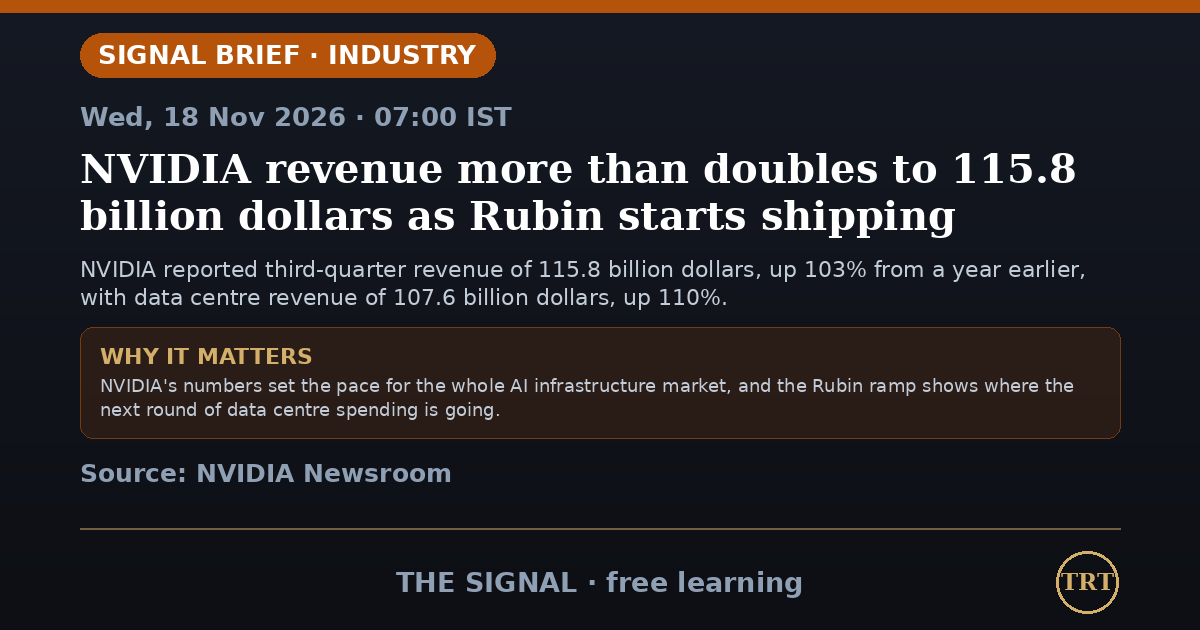 SIGNAL BRIEF · INDUSTRY
Wed, 18 Nov 2026 · 07:00 IST
NVIDIA revenue more than doubles to 115.8
billion dollars as Rubin starts shipping
NVIDIA reported third-quarter revenue of 115.8 billion dollars, up 103% from a year earlier,
with data centre revenue of 107.6 billion dollars, up 110%.
WHY IT MATTERS
NVIDIA's numbers set the pace for the whole AI infrastructure market, and the Rubin ramp shows where the
next round of data centre spending is going.
Source: NVIDIA Newsroom
THE SIGNAL · free learning
TRT